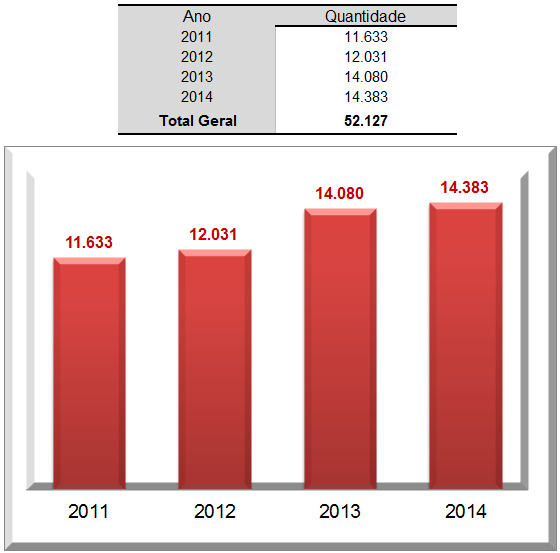 Ano Quantidade
2011 11.633
2012 12.031
2013 14.080
2014 14.383
Total Geral 52.127
11.633 12.031 14.080 14.383
2011 2012 2013 2014